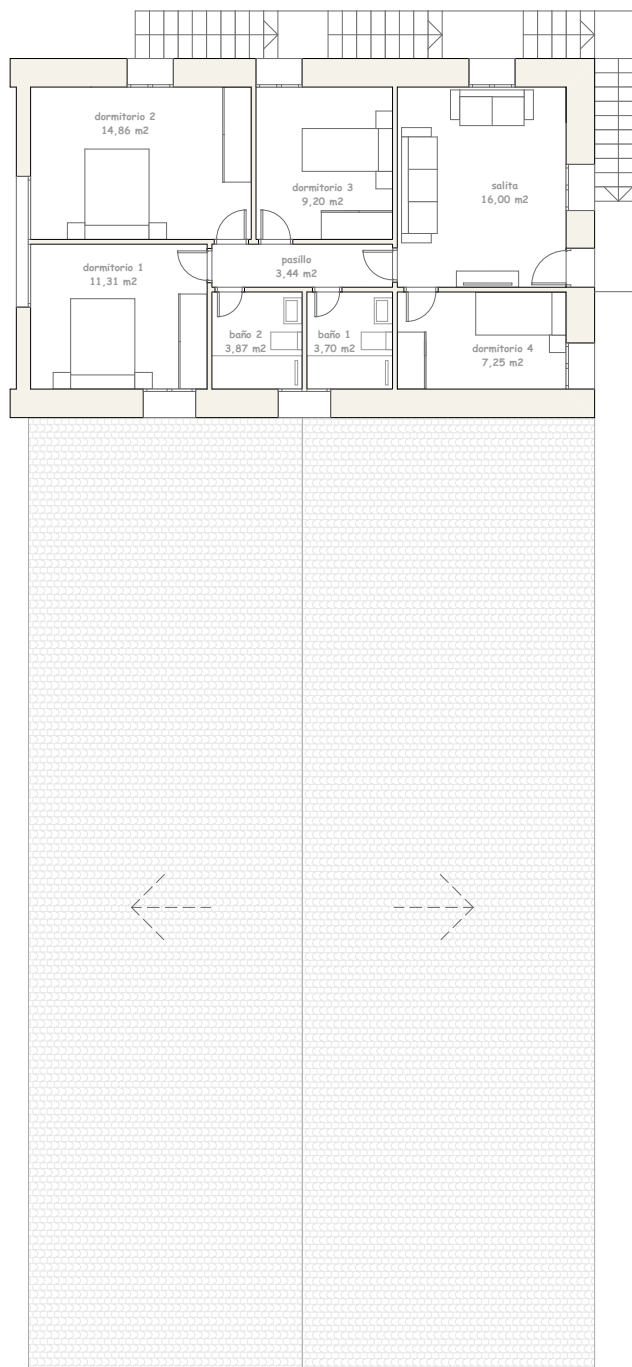 dormitorio 2
14,86 m2
dormitorio 3
9,20 m2
salita
16,00 m2
dormitorio 1
11,31 m2
pasillo
3,44 m2
baño 2
3,87 m2
baño 1
3,70 m2
dormitorio 4
7,25 m2